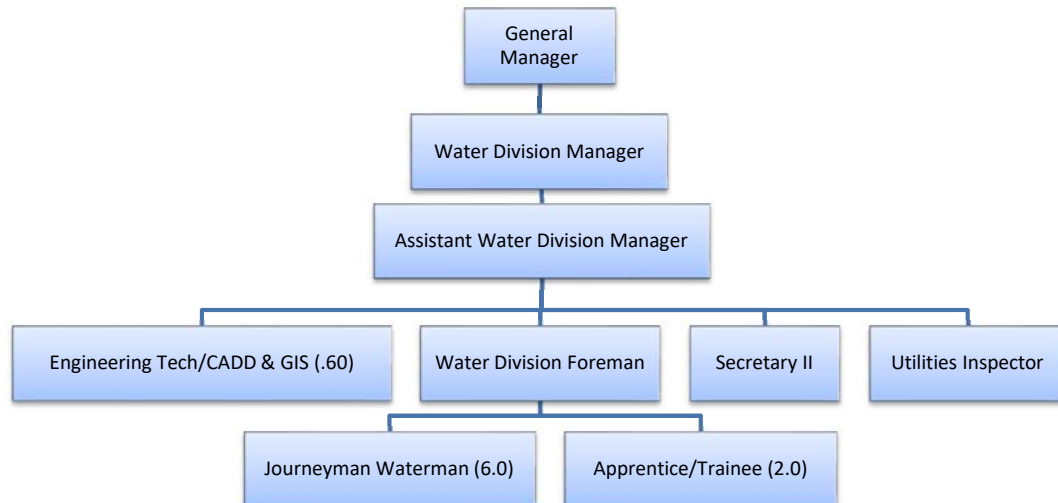 General
Manager
Water Division Manager
Assistant Water Division Manager
Engineering Tech/CADD & GIS (.60)
Water Division Foreman
Secretary II
Utilities Inspector
Journeyman Waterman (6.0)
Apprentice/Trainee (2.0)